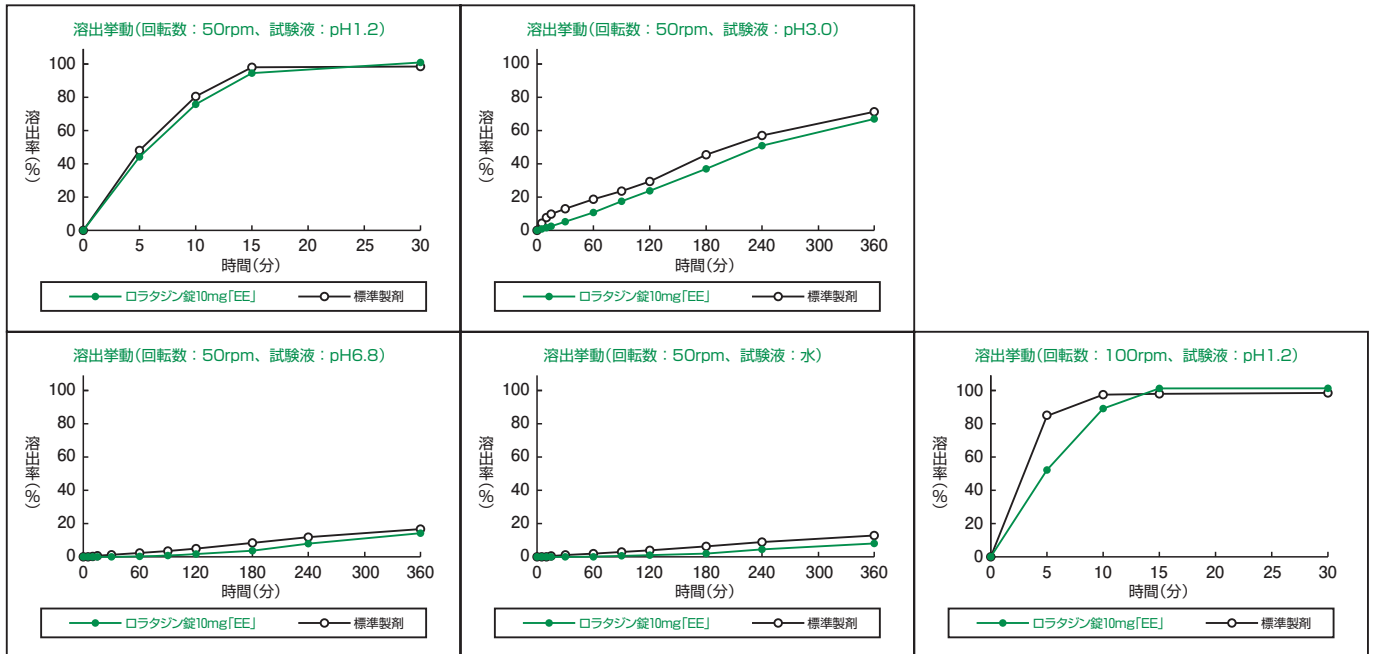 溶出挙動(回転数：50rpm、試験液：pH1.2)
溶出率(%)
100
80
60
40
20
0
0 5 10 15 20 25 30
時間(分)
ロラタジン錠10mg「EE」 標準製剤
溶出挙動(回転数：50rpm、試験液：pH3.0)
溶出率(%)
100
80
60
40
20
0
0 60 120 180 240 300 360
時間(分)
ロラタジン錠10mg「EE」 標準製剤
溶出挙動(回転数：50rpm、試験液：pH6.8)
溶出率(%)
100
80
60
40
20
0
0 60 120 180 240 300 360
時間(分)
ロラタジン錠10mg「EE」 標準製剤
溶出挙動(回転数：50rpm、試験液：水)
溶出率(%)
100
80
60
40
20
0
0 60 120 180 240 300 360
時間(分)
ロラタジン錠10mg「EE」 標準製剤
溶出挙動(回転数：100rpm、試験液：pH1.2)
溶出率(%)
100
80
60
40
20
0
0 5 10 15 20 25 30
時間(分)
ロラタジン錠10mg「EE」 標準製剤